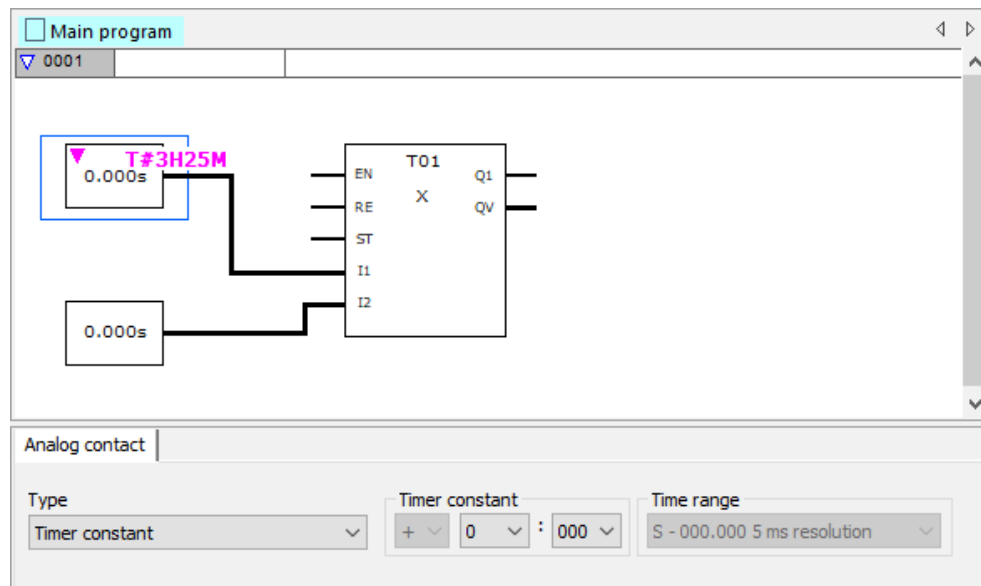 Main program
0001
T#3H25M
0.000s
T01
X
EN
RE
ST
I1
I2
Q1
QV
0.000s
Analog contact
Type
Timer constant
Timer constant
+ 0 : 000
Time range
S - 000.000 5 ms resolution